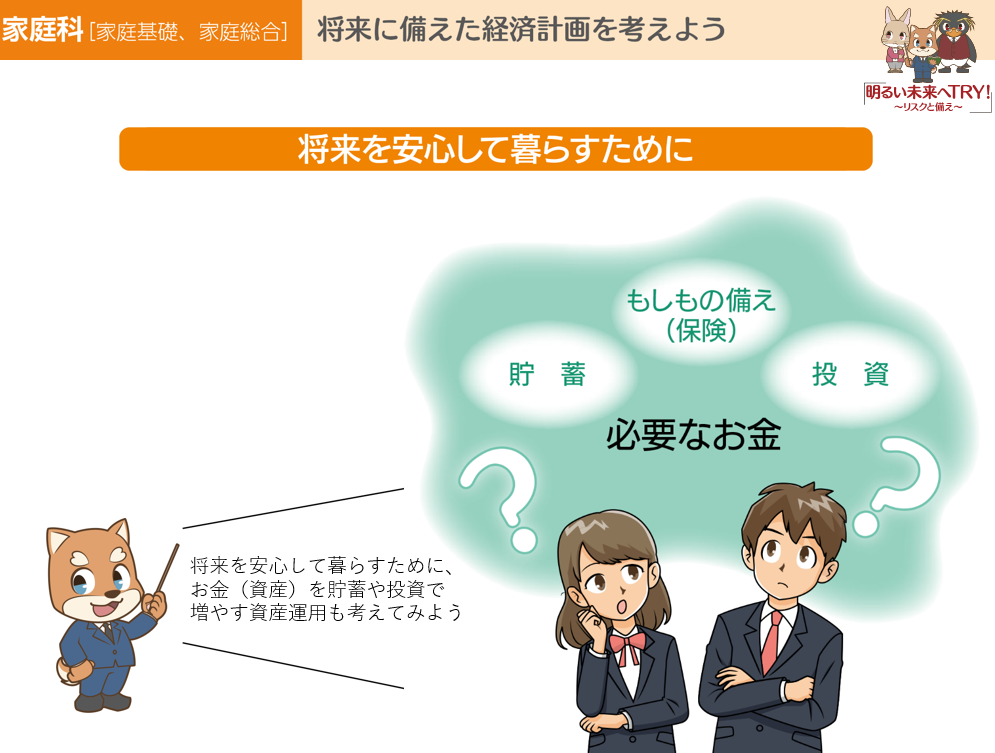 家庭科[家庭基礎、家庭総合]
将来に備えた経済計画を考えよう
明るい未来へTRY!
～リスクと備え～
将来を安心して暮らすために
もしもの備え
（保険）
貯 蓄
投 資
必要なお金
将来を安心して暮らすために、
お金（資産）を貯蓄や投資で
増やす資産運用も考えてみよう